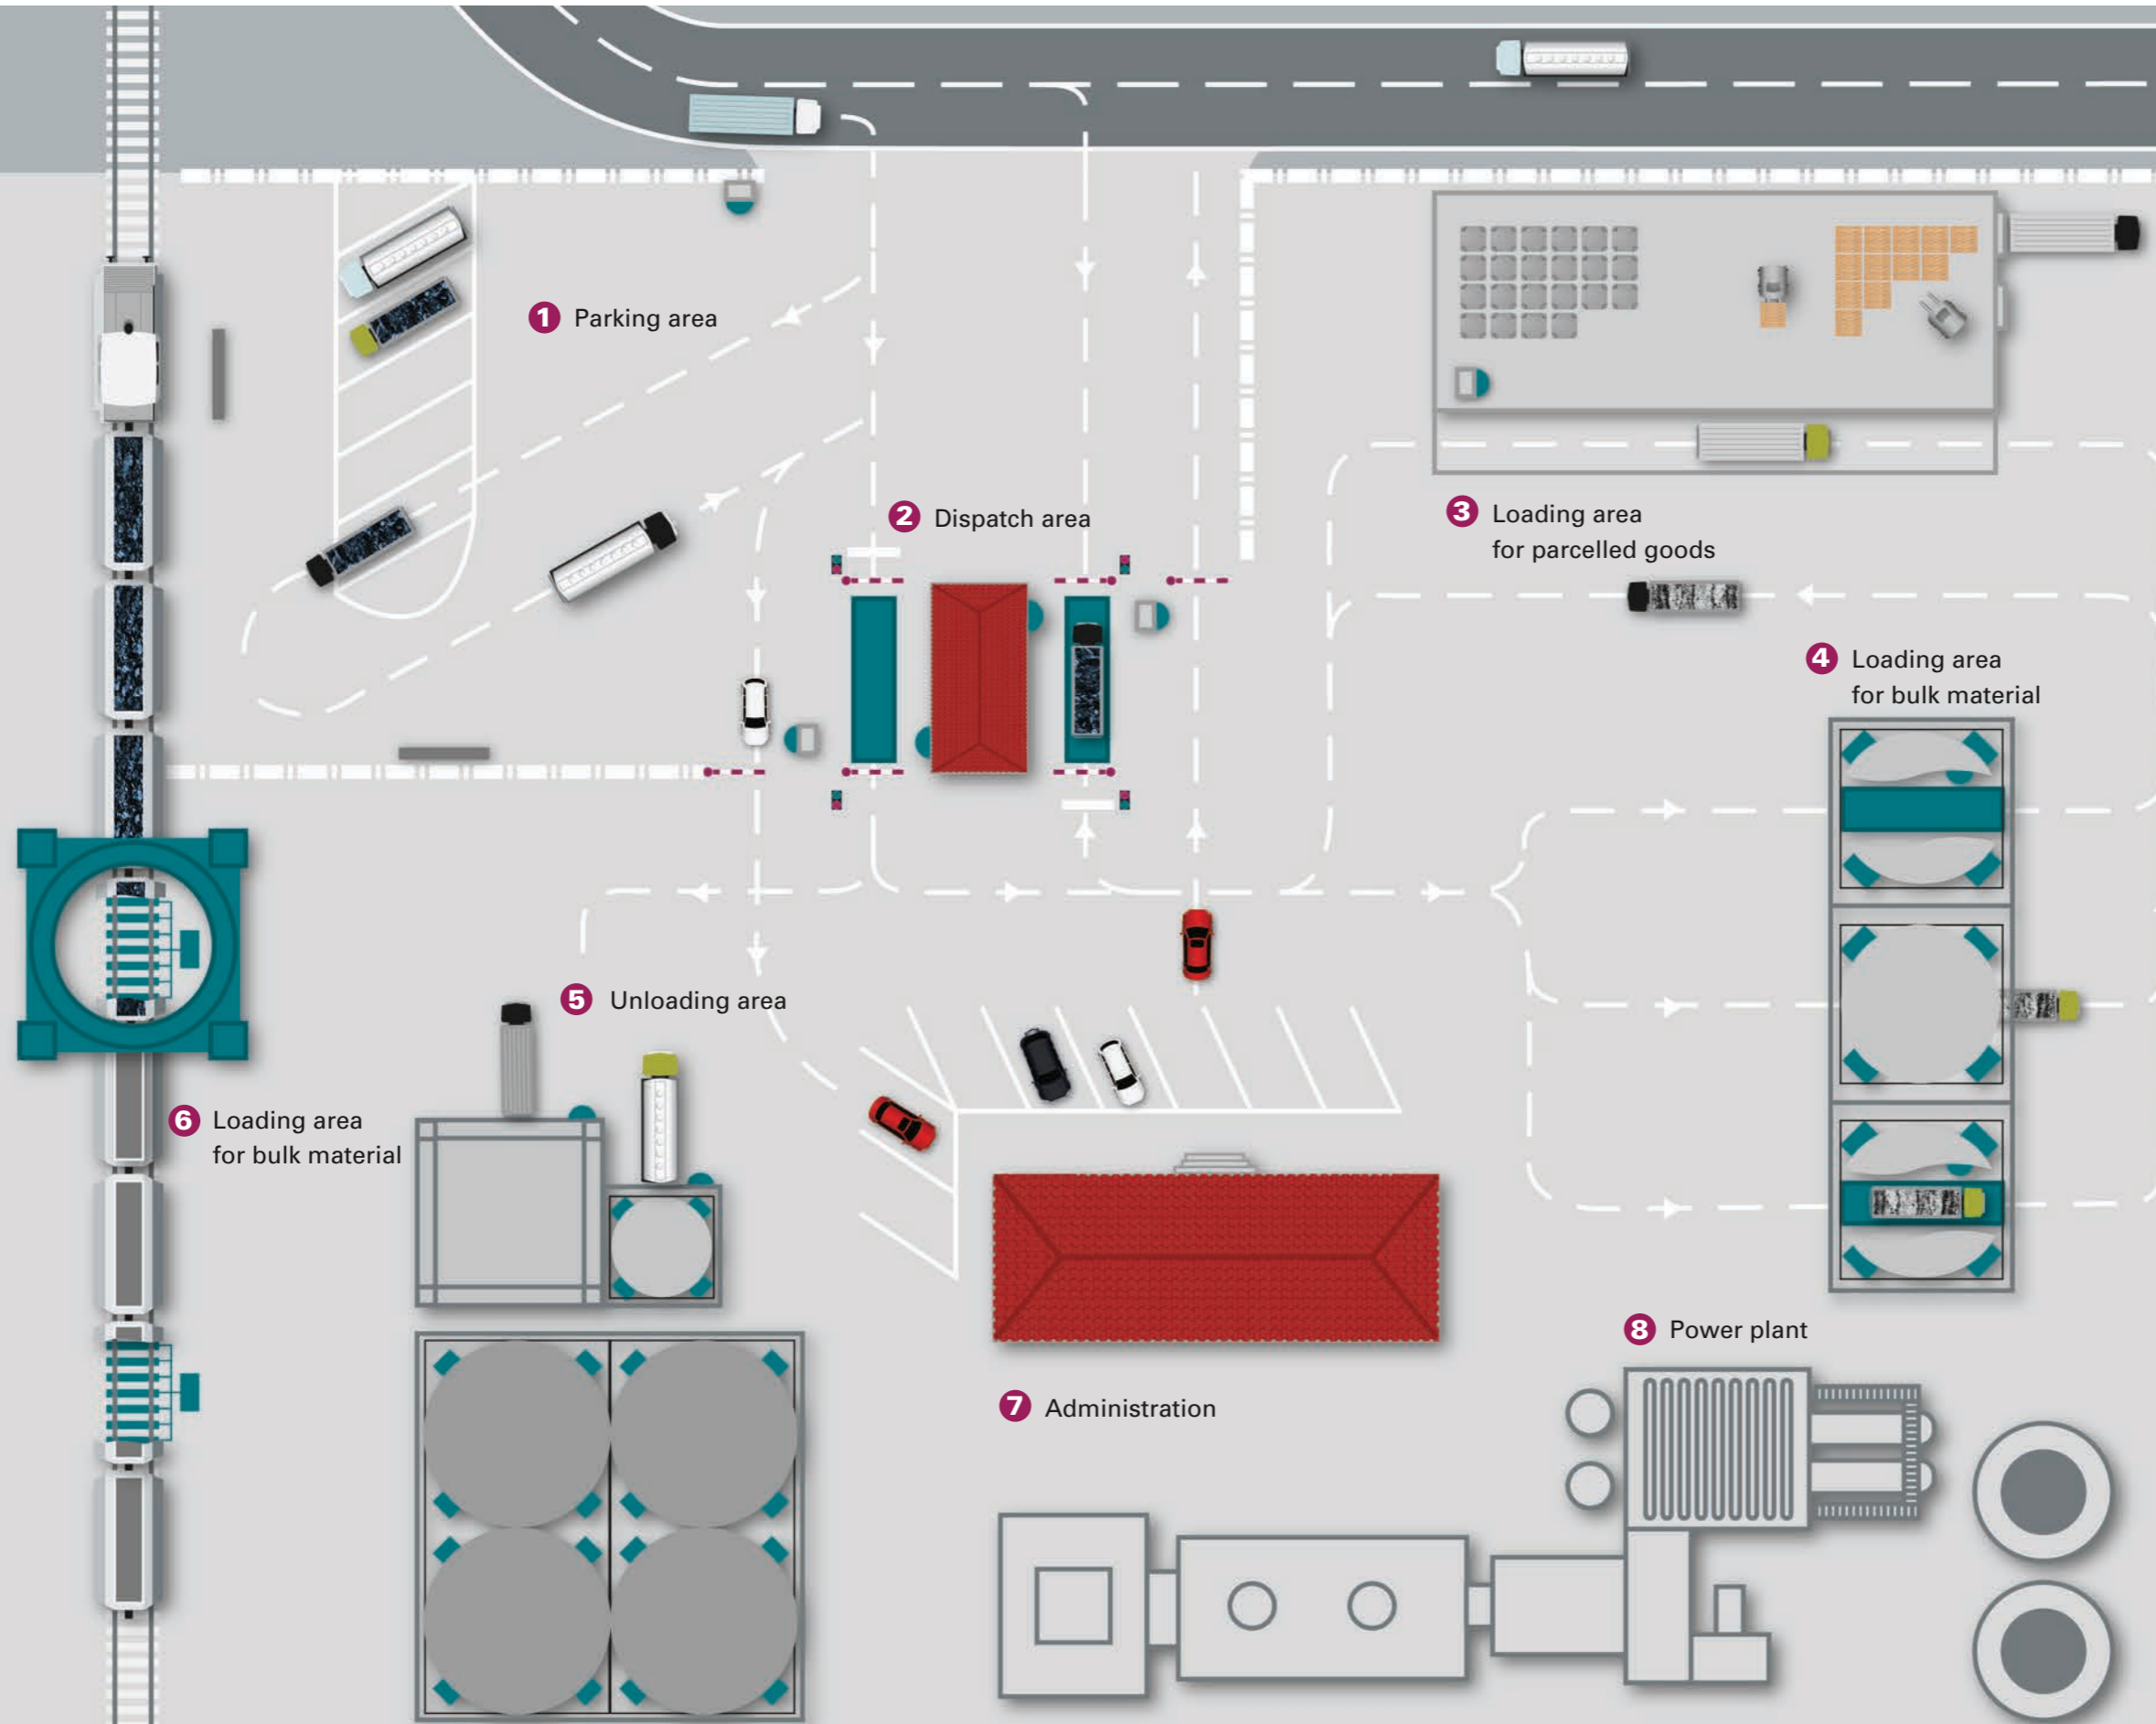 1 Parking area
2 Dispatch area
3 Loading area
for parcelled goods
4 Loading area
for bulk material
5 Unloading area
6 Loading area
for bulk material
7 Administration
8 Power plant